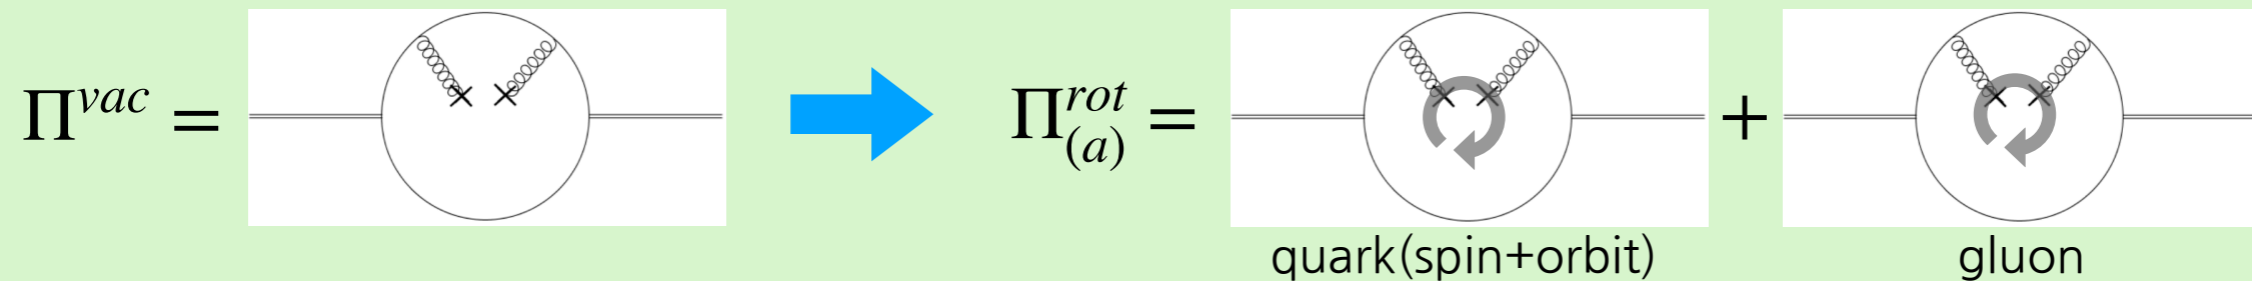 Π^{vac} =
Π^{rot}_{(a)} =
+
quark(spin+orbit)
gluon